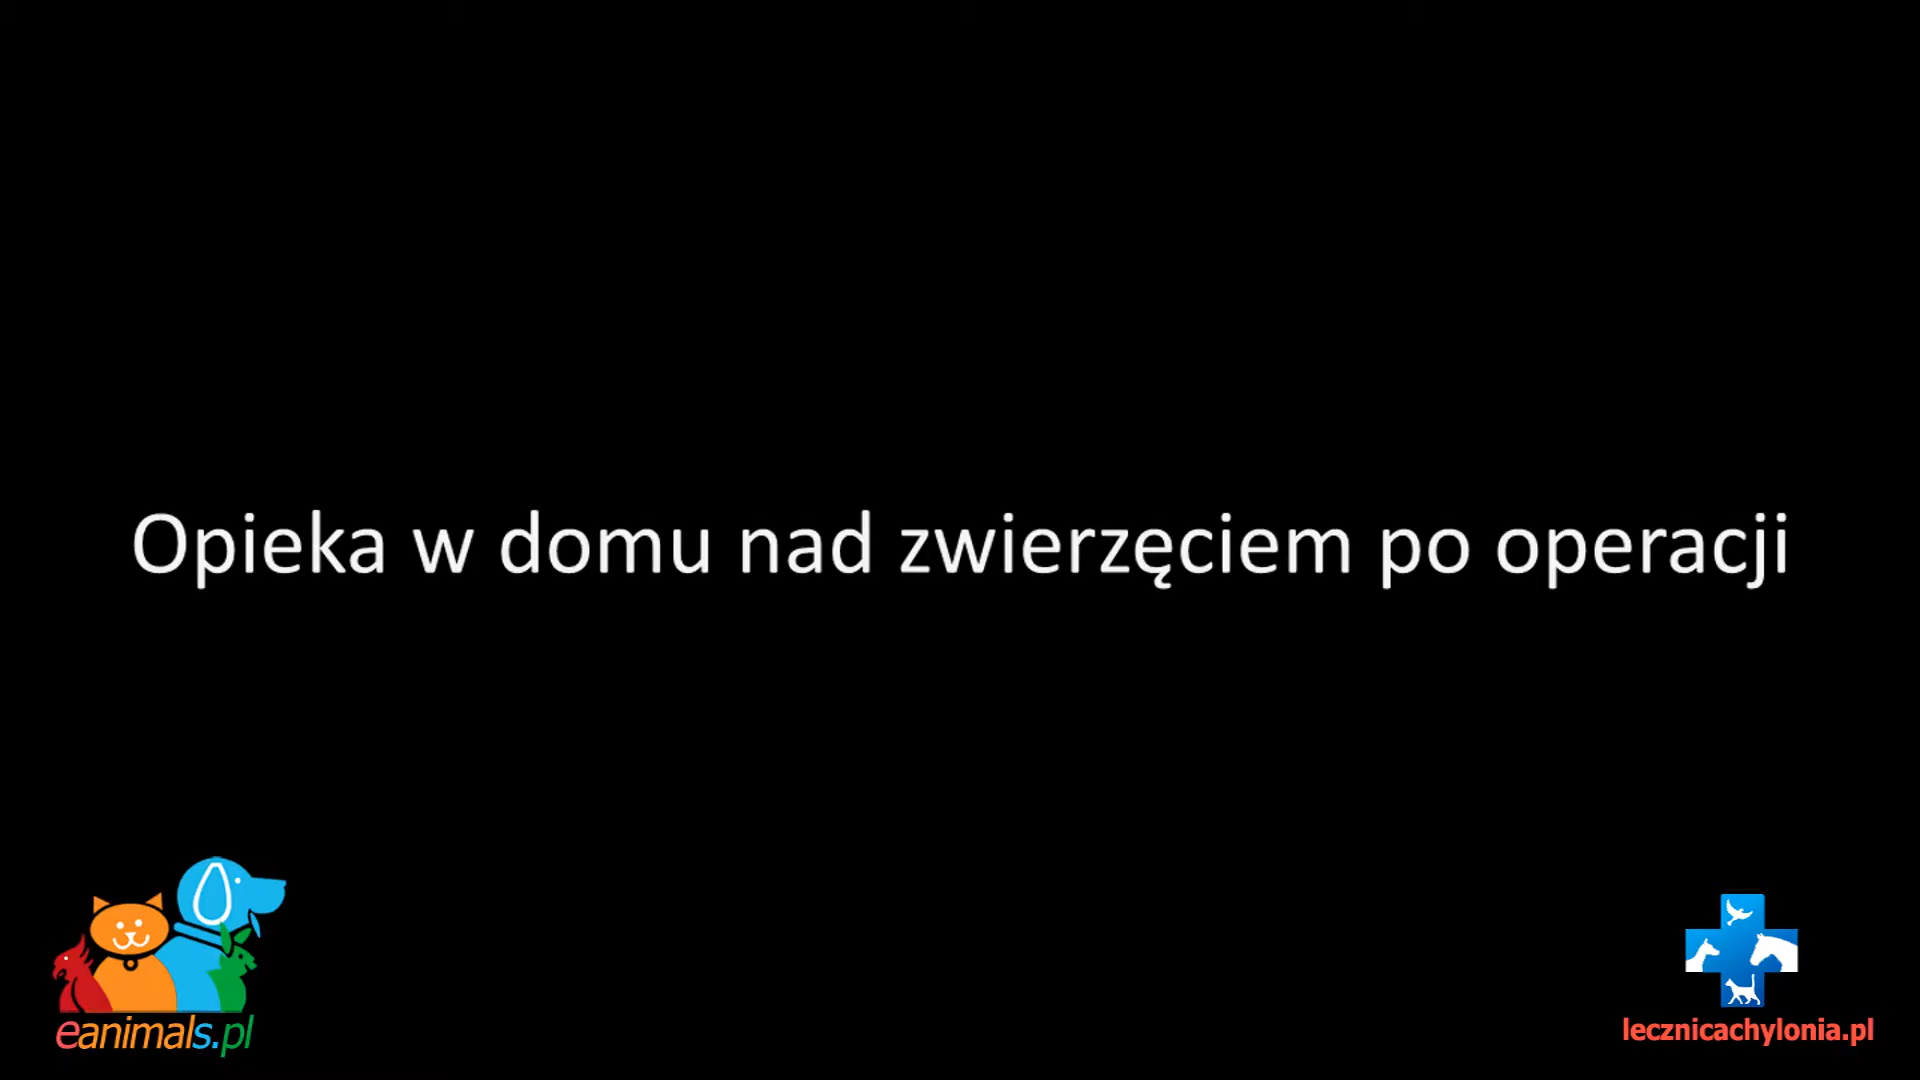 Opieka w domu nad zwierzęciem po operacji
eanimals.pl
lecznicachylonia.pl